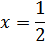 x = 1/2